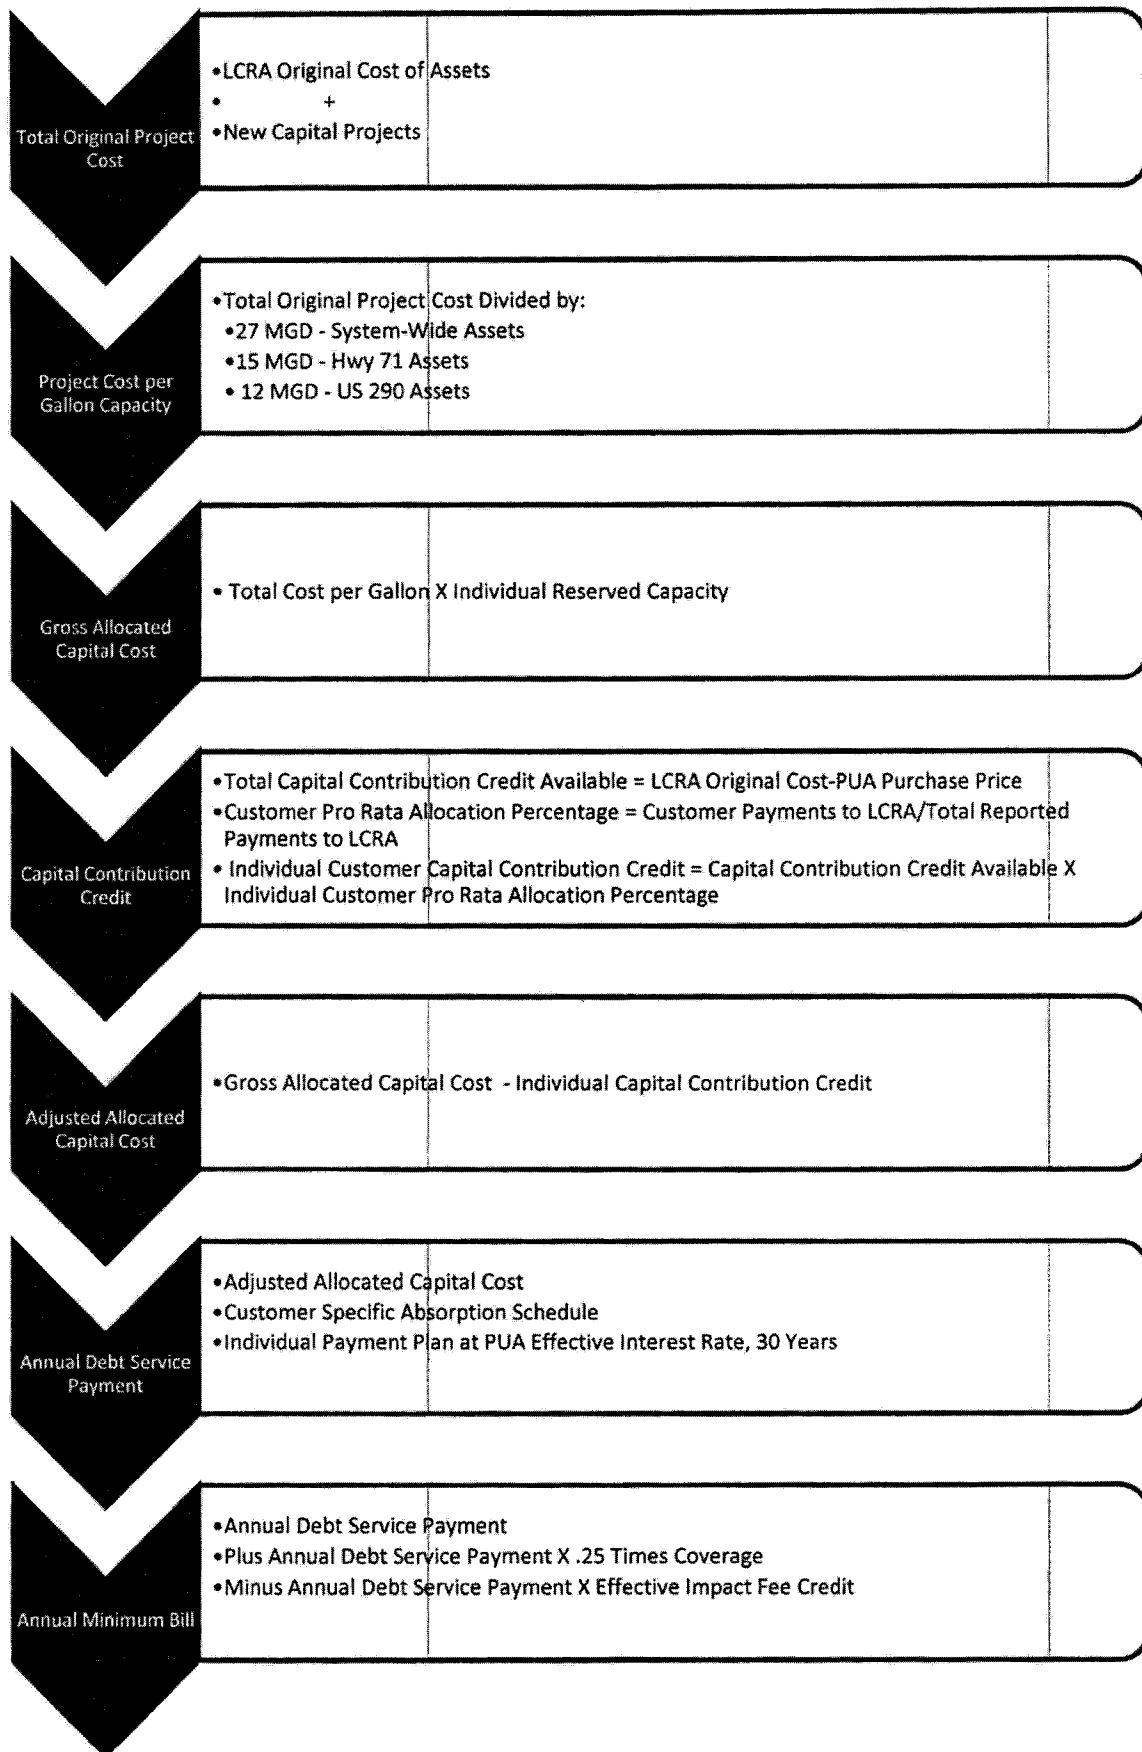 Total Original Project
Cost
•LCRA Original Cost of Assets
• +
•New Capital Projects
Project Cost per
Gallon Capacity
•Total Original Project Cost Divided by:
•27 MGD - System-Wide Assets
•15 MGD - Hwy 71 Assets
• 12 MGD - US 290 Assets
Gross Allocated
Capital Cost
• Total Cost per Gallon X Individual Reserved Capacity
Capital Contribution
Credit
•Total Capital Contribution Credit Available = LCRA Original Cost-PUA Purchase Price
•Customer Pro Rata Allocation Percentage = Customer Payments to LCRA/Total Reported
Payments to LCRA
• Individual Customer Capital Contribution Credit = Capital Contribution Credit Available X
Individual Customer Pro Rata Allocation Percentage
Adjusted Allocated
Capital Cost
•Gross Allocated Capital Cost - Individual Capital Contribution Credit
Annual Debt Service
Payment
•Adjusted Allocated Capital Cost
•Customer Specific Absorption Schedule
•Individual Payment Plan at PUA Effective Interest Rate, 30 Years
Annual Minimum Bill
•Annual Debt Service Payment
•Plus Annual Debt Service Payment X .25 Times Coverage
•Minus Annual Debt Service Payment X Effective Impact Fee Credit